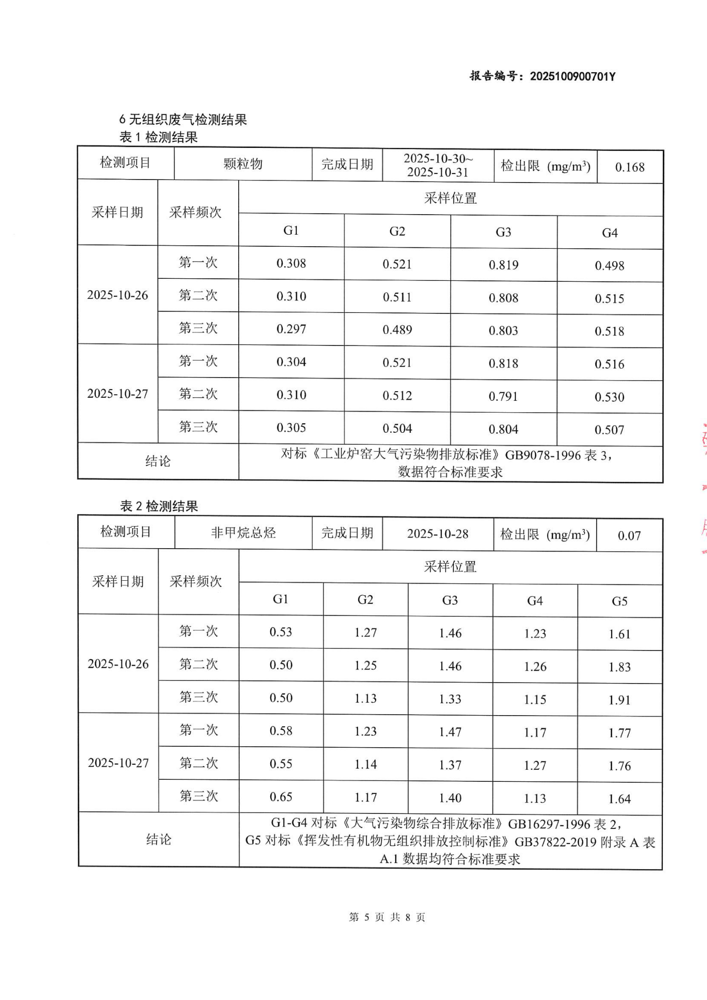 报告编号：2025100900701Y
6 无组织废气检测结果
表 1 检测结果
检测项目 颗粒物 完成日期 2025-10-30~ 2025-10-31 检出限 (mg/m³) 0.168
采样日期 采样频次 采样位置
G1 G2 G3 G4
2025-10-26
第一次 0.308 0.521 0.819 0.498
第二次 0.310 0.511 0.808 0.515
第三次 0.297 0.489 0.803 0.518
2025-10-27
第一次 0.304 0.521 0.818 0.516
第二次 0.310 0.512 0.791 0.530
第三次 0.305 0.504 0.804 0.507
结论
对标《工业炉窑大气污染物排放标准》GB9078-1996 表 3，
数据符合标准要求
表 2 检测结果
检测项目 非甲烷总烃 完成日期 2025-10-28 检出限 (mg/m³) 0.07
采样日期 采样频次 采样位置
G1 G2 G3 G4 G5
2025-10-26
第一次 0.53 1.27 1.46 1.23 1.61
第二次 0.50 1.25 1.46 1.26 1.83
第三次 0.50 1.13 1.33 1.15 1.91
2025-10-27
第一次 0.58 1.23 1.47 1.17 1.77
第二次 0.55 1.14 1.37 1.27 1.76
第三次 0.65 1.17 1.40 1.13 1.64
结论
G1-G4 对标《大气污染物综合排放标准》GB16297-1996 表 2，
G5 对标《挥发性有机物无组织排放控制标准》GB37822-2019 附录 A 表
A.1 数据均符合标准要求
第 5 页 共 8 页